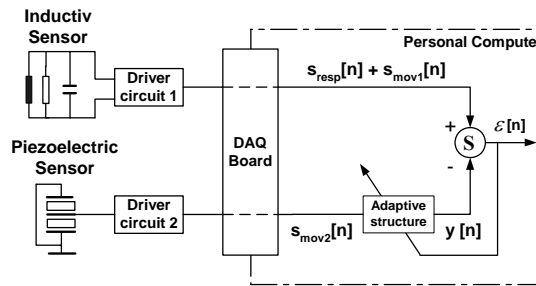 Inductiv
Sensor
Driver
circuit 1
Personal Compute
s_resp[n] + s_mov1[n]
+
S
ε [n]
-
DAQ
Board
Piezoelectric
Sensor
Driver
circuit 2
s_mov2[n]
Adaptive
structure
y [n]